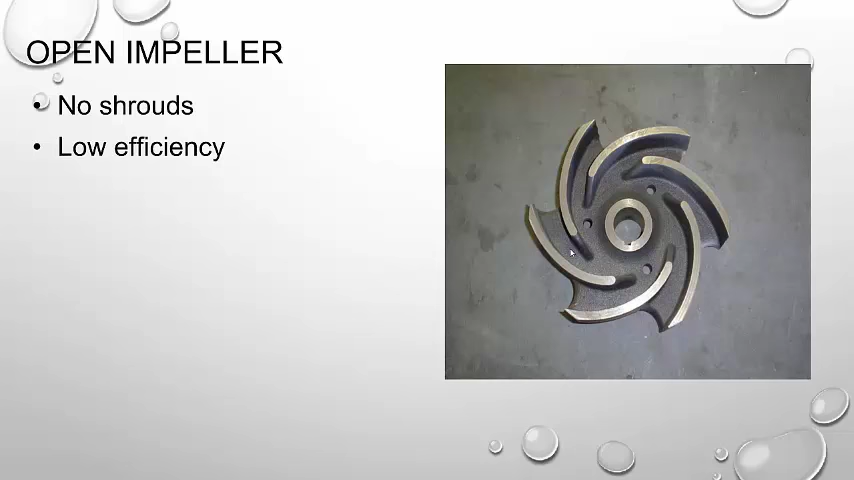 OPEN IMPELLER
• No shrouds
• Low efficiency